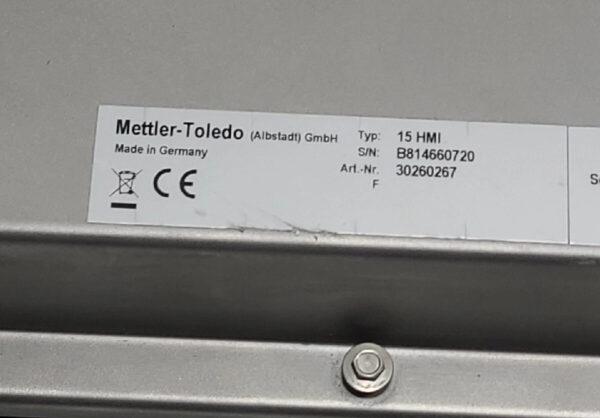 Mettler-Toledo (Albstadt) GmbH
Made in Germany
CE
Typ: 15 HMI
S/N: B814660720
Art.-Nr. 30260267
F